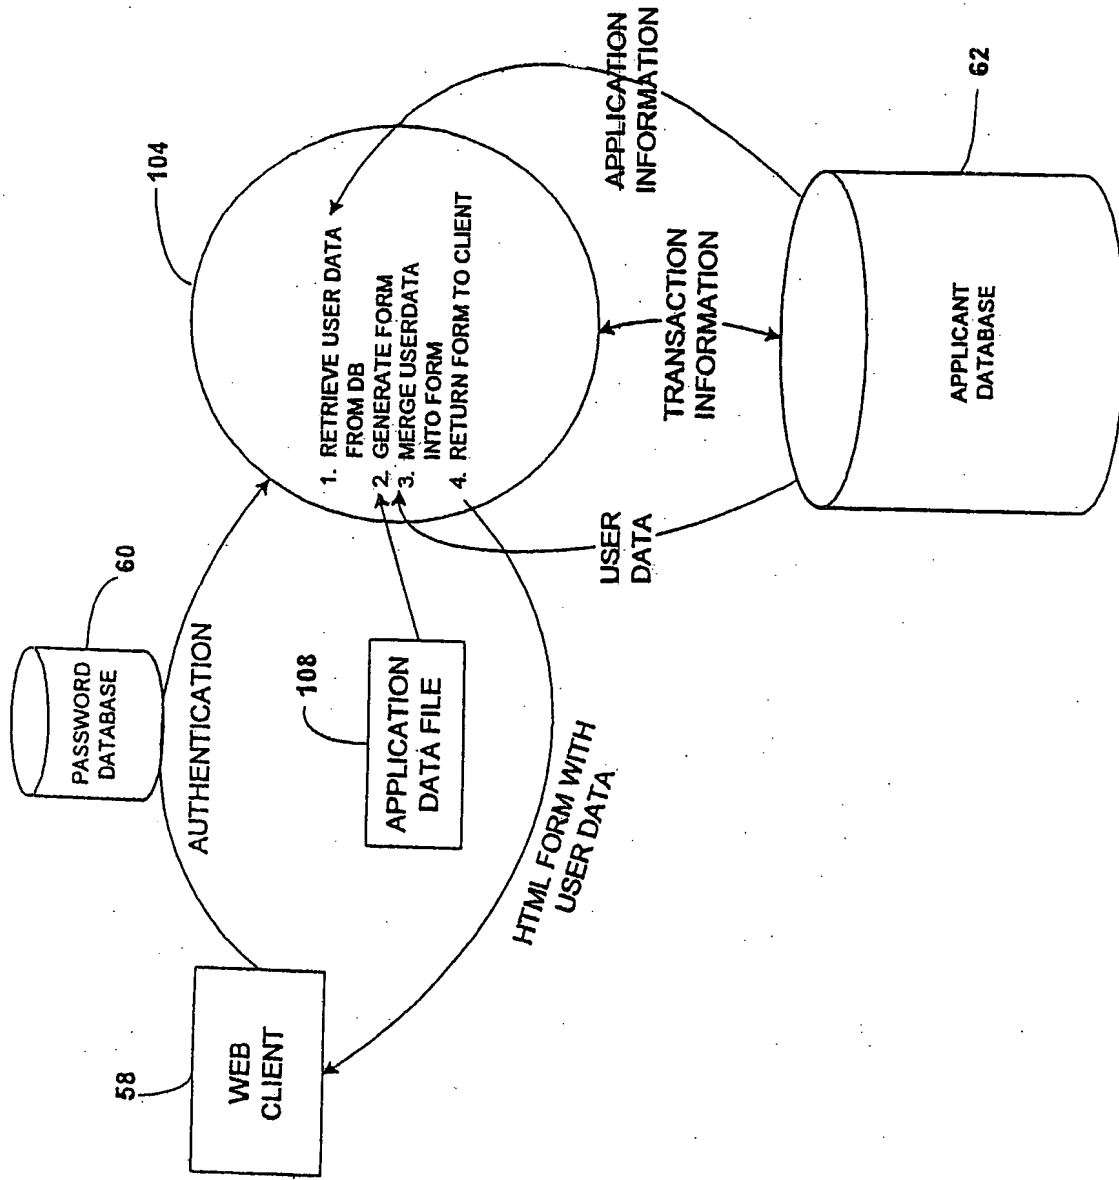 104
60
PASSWORD
DATABASE
AUTHENTICATION
58
WEB
CLIENT
108
APPLICATION
DATA FILE
1. RETRIEVE USER DATA
FROM DB
2. GENERATE FORM
3. MERGE USERDATA
INTO FORM
4. RETURN FORM TO CLIENT
HTML FORM WITH
USER DATA
USER
DATA
TRANSACTION
INFORMATION
APPLICATION
INFORMATION
62
APPLICANT
DATABASE